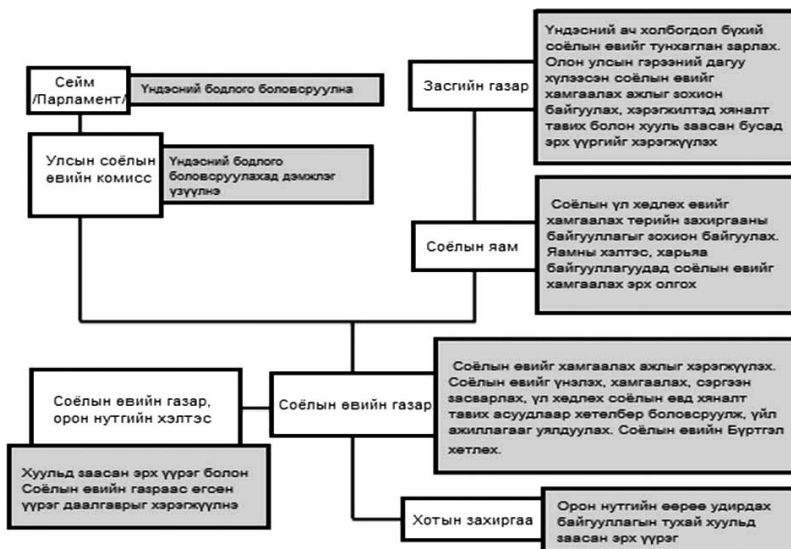 Сейм
/Парламент/
Үндэсний бодлого боловсруулна
Улсын соёлын
өвийн комисс
Үндэсний бодлого
боловсруулахад дэмжлэг
үзүүлнэ
Засгийн газар
Үндэсний ач холбогдол бүхий
соёлын өвийг тунхаглан зарлах.
Олон улсын гэрээний дагуу
хүлээсэн соёлын өвийг
хамгаалах ажлыг зохион
байгуулах, хэрэгжилтэд хяналт
тавих болон хууль заасан бусад
эрх үүргийг хэрэгжүүлэх
Соёлын яам
Соёлын үл хөдлөх өвийг
хамгаалах төрийн захиргааны
байгууллагыг зохион байгуулах.
Яамны хэлтэс, харьяа
байгууллагуудад соёлын өвийг
хамгаалах эрх олгох
Соёлын өвийн газар,
орон нутгийн хэлтэс
Хуульд заасан эрх үүрэг болон
Соёлын өвийн газраас өгсөн
үүрэг даалгаврыг хэрэгжүүлнэ
Соёлын өвийн газар
Соёлын өвийг хамгаалах ажлыг хэрэгжүүлэх.
Соёлын өвийг үнэлэх, хамгаалах, сэргээн
засварлах, үл хөдлөх соёлын өвд хяналт
тавих асуудлаар хөтөлбөр боловсруулж, үйл
ажиллагааг уялдуулах. Соёлын өвийн Бүртгэл
хөтлөх.
Хотын захиргаа
Орон нутгийн өөрөө удирдах
байгууллагын тухай хуульд
заасан эрх үүрэг